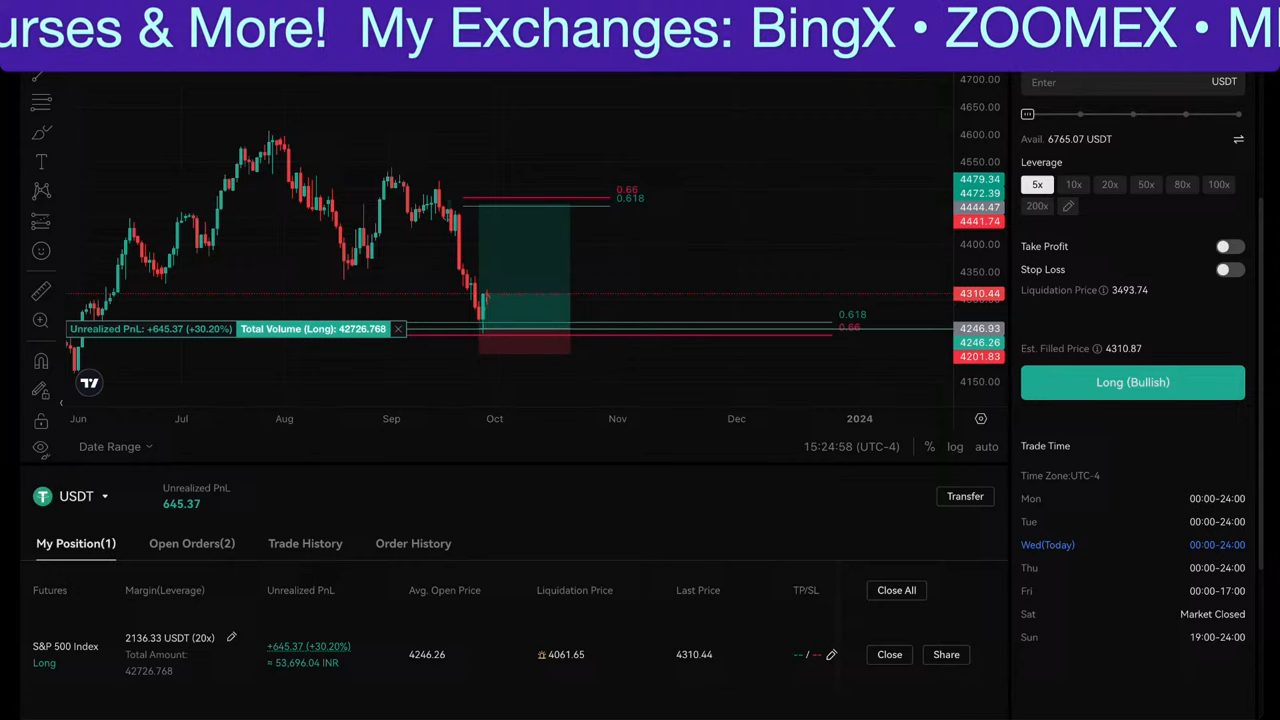 urses & More!  My Exchanges: BingX • ZOOMEX • M
4700.00
4650.00
4600.00
4550.00
4479.34
4472.39
4444.47
4441.74
4400.00
4350.00
4310.44
4246.93
4246.26
4201.83
4150.00
0.66
0.618
0.618
0.66
Unrealized PnL: +645.37 (+30.20%) Total Volume (Long): 42726.768
Jun Jul Aug Sep Oct Nov Dec 2024
Date Range 15:24:58 (UTC-4) % log auto
Enter USDT
Avail. 6765.07 USDT
Leverage
5x 10x 20x 50x 80x 100x
200x
Take Profit
Stop Loss
Liquidation Price 3493.74
Est. Filled Price 4310.87
Long (Bullish)
Trade Time
Time Zone:UTC-4
Mon 00:00-24:00
Tue 00:00-24:00
Wed(Today) 00:00-24:00
Thu 00:00-24:00
Fri 00:00-17:00
Sat Market Closed
Sun 19:00-24:00
USDT Unrealized PnL Transfer
645.37
My Position(1) Open Orders(2) Trade History Order History
Futures Margin(Leverage) Unrealized PnL Avg. Open Price Liquidation Price Last Price TP/SL Close All
S&P 500 Index 2136.33 USDT (20x) +645.37 (+30.20%) 4246.26 4061.65 4310.44 -- / -- Close Share
Long Total Amount: ≈ 53,696.04 INR
42726.768